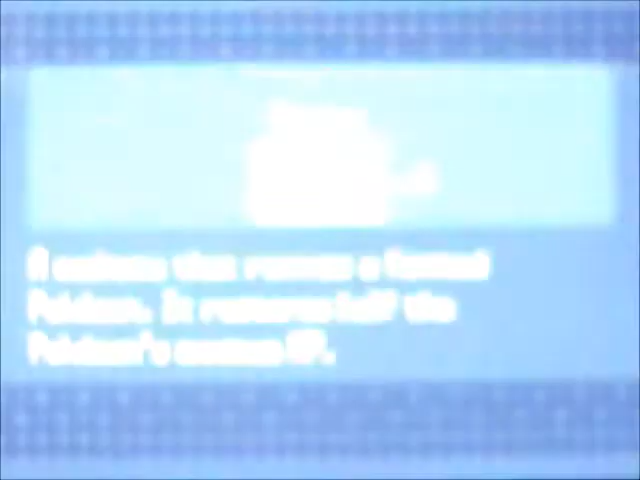 A medicine that revives a fainted
Pokémon. It restores half the
Pokémon's maximum HP.